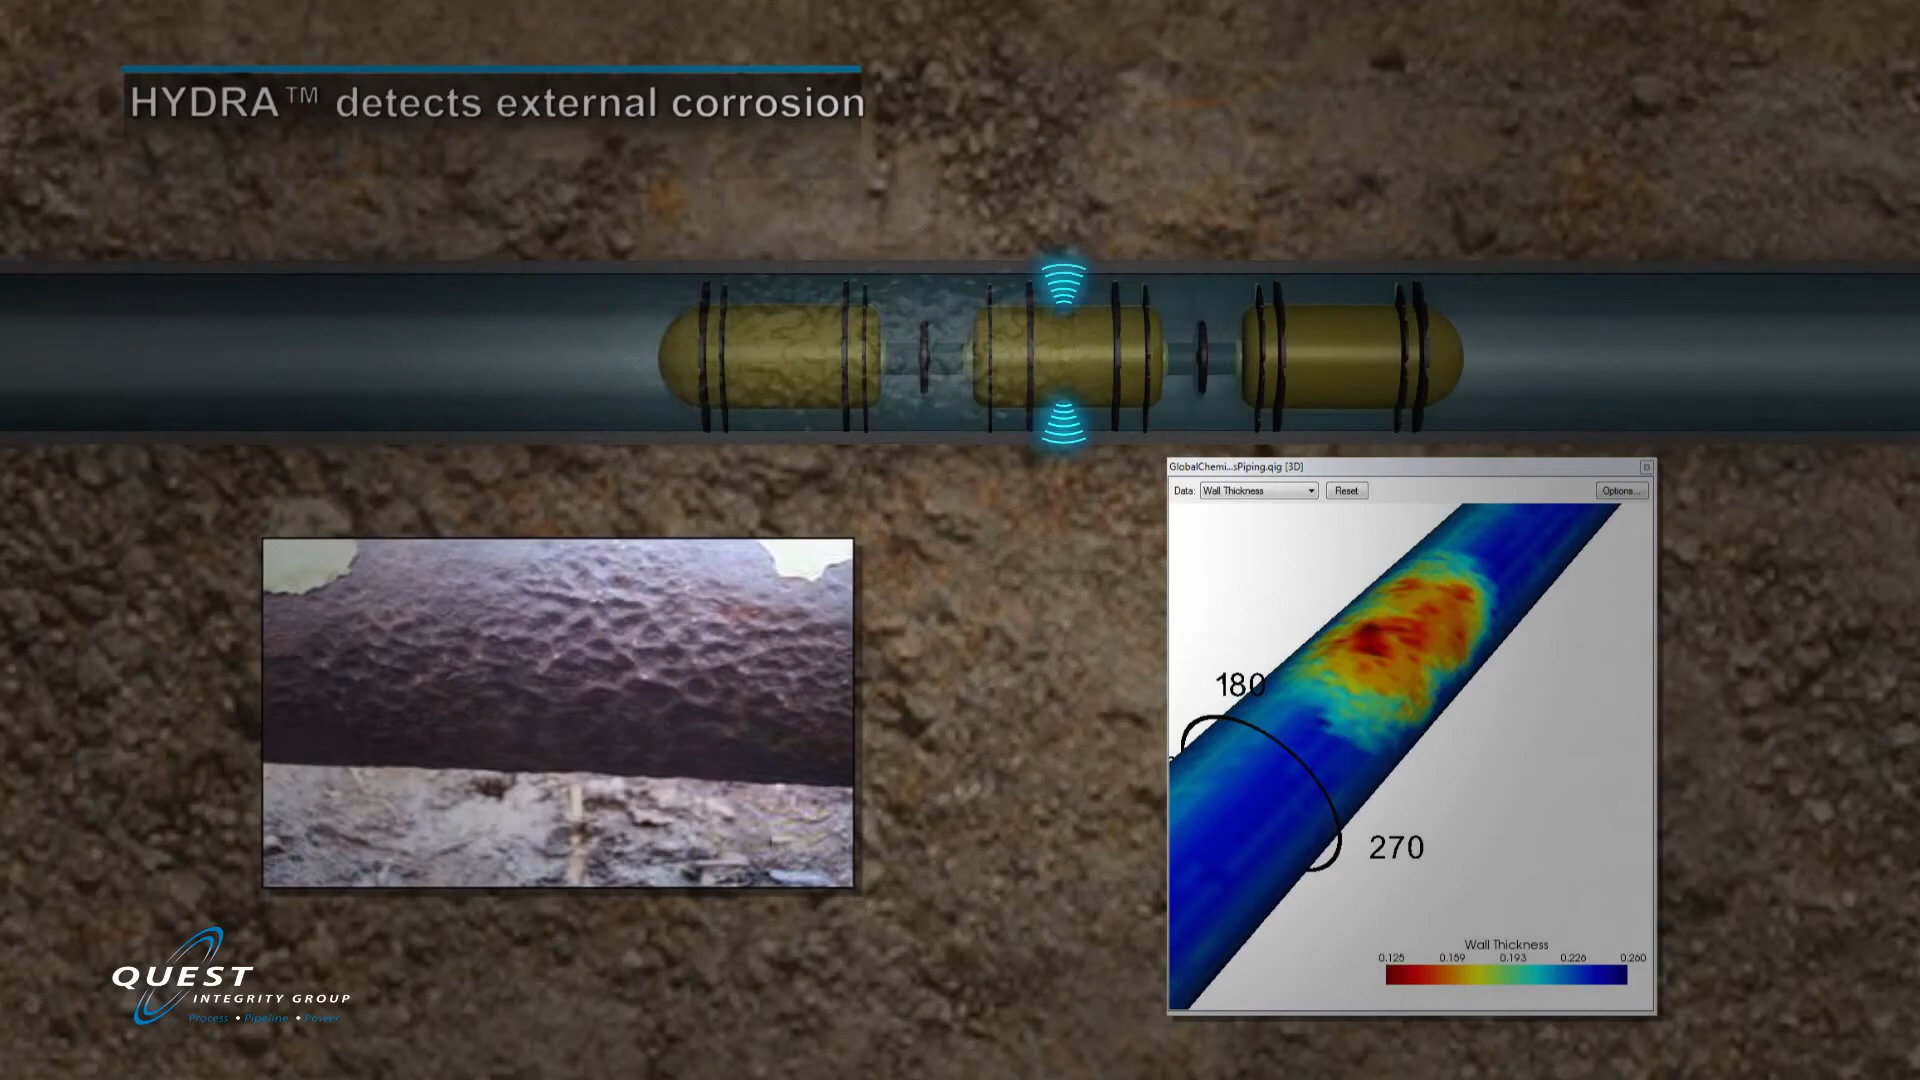 HYDRA™ detects external corrosion
GlobalChemi...sPiping.qig [3D]
Data: Wall Thickness Reset Options...
180
270
Wall Thickness
0.125 0.159 0.193 0.226 0.260
QUEST
INTEGRITY GROUP
Process • Pipeline • Power